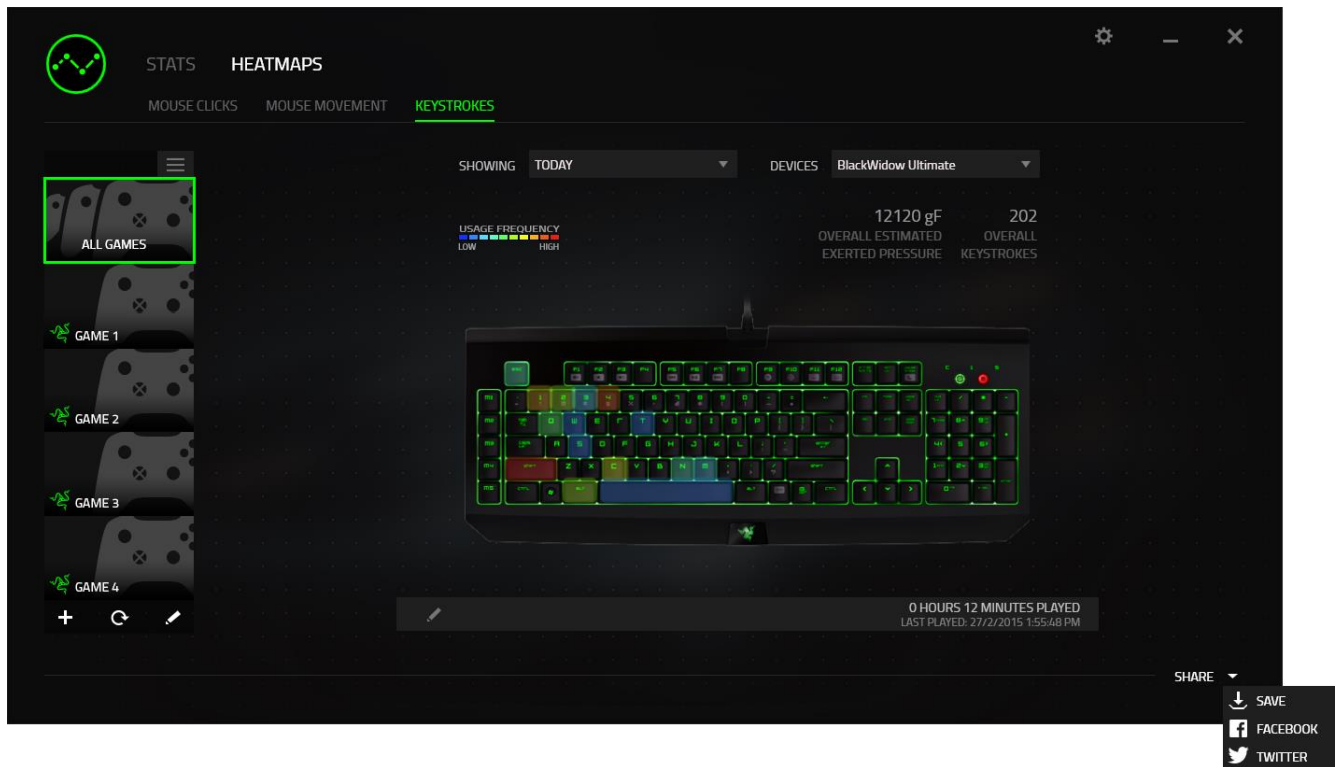 STATS HEATMAPS
MOUSE CLICKS MOUSE MOVEMENT KEYSTROKES
SHOWING TODAY DEVICES BlackWidow Ultimate
12120 gF 202
USAGE FREQUENCY
LOW HIGH
OVERALL ESTIMATED OVERALL
EXERTED PRESSURE KEYSTROKES
ALL GAMES
GAME 1
GAME 2
GAME 3
GAME 4
0 HOURS 12 MINUTES PLAYED
LAST PLAYED: 27/2/2015 1:55:48 PM
SHARE
SAVE
FACEBOOK
TWITTER